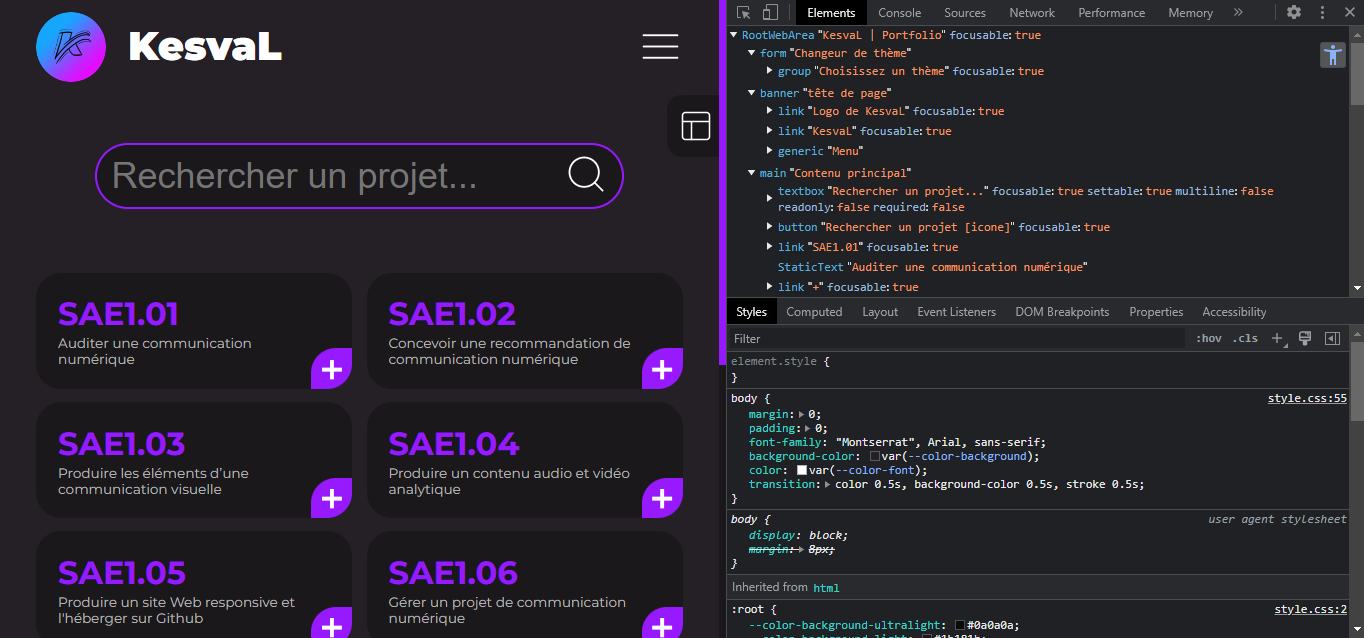 KesvaL
Rechercher un projet...
SAE1.01
Auditer une communication
numérique
+
SAE1.02
Concevoir une recommandation de
communication numérique
+
SAE1.03
Produire les éléments d'une
communication visuelle
+
SAE1.04
Produire un contenu audio et vidéo
analytique
+
SAE1.05
Produire un site Web responsive et
l'héberger sur Github
+
SAE1.06
Gérer un projet de communication
numérique
+
Elements Console Sources Network Performance Memory »
RootWebArea "KesvaL | Portfolio" focusable: true
form "Changeur de thème"
group "Choisissez un thème" focusable: true
banner "tête de page"
link "Logo de KesvaL" focusable: true
link "KesvaL" focusable: true
generic "Menu"
main "Contenu principal"
textbox "Rechercher un projet..." focusable: true settable: true multiline: false
readonly: false required: false
button "Rechercher un projet [icone]" focusable: true
link "SAE1.01" focusable: true
StaticText "Auditer une communication numérique"
link "+" focusable: true
Styles Computed Layout Event Listeners DOM Breakpoints Properties Accessibility
Filter :hov .cls +
element.style {
}
body { style.css:55
margin: 0;
padding: 0;
font-family: "Montserrat", Arial, sans-serif;
background-color: var(--color-background);
color: var(--color-font);
transition: color 0.5s, background-color 0.5s, stroke 0.5s;
}
body { user agent stylesheet
display: block;
margin: 8px;
}
Inherited from html
:root { style.css:2
--color-background-ultralight: #0a0a0a;